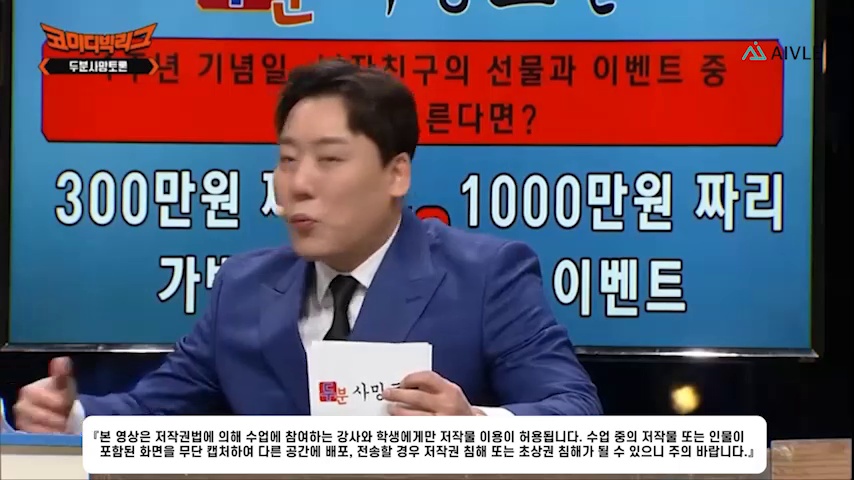 코미디빅리그
두분사망토론
AIVL
년 기념일, 선물과 이벤트 중
른다면?
300만원
1000만원 짜리
이벤트
두분 사망
『본 영상은 저작권법에 의해 수업에 참여하는 강사와 학생에게만 저작물 이용이 허용됩니다. 수업 중의 저작물 또는 인물이
포함된 화면을 무단 캡처하여 다른 공간에 배포, 전송할 경우 저작권 침해 또는 초상권 침해가 될 수 있으니 주의 바랍니다.』